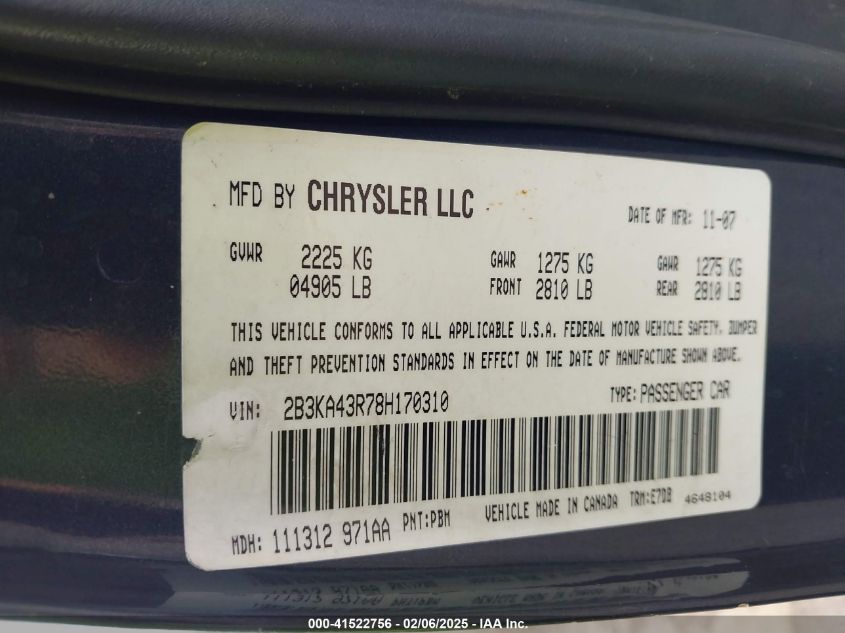 MFD BY CHRYSLER LLC
DATE OF MFR: 11-07
GVWR 2225 KG GAWR 1275 KG GAWR 1275 KG
04905 LB FRONT 2810 LB REAR 2810 LB
THIS VEHICLE CONFORMS TO ALL APPLICABLE U.S.A. FEDERAL MOTOR VEHICLE SAFETY, BUMPER
AND THEFT PREVENTION STANDARDS IN EFFECT ON THE DATE OF MANUFACTURE SHOWN ABOVE.
VIN: 2B3KA43R78H170310 TYPE: PASSENGER CAR
MDH: 111312 971AA PNT:PBM VEHICLE MADE IN CANADA TRM:E7DB 4648104
000-41522756 - 02/06/2025 - IAA Inc.